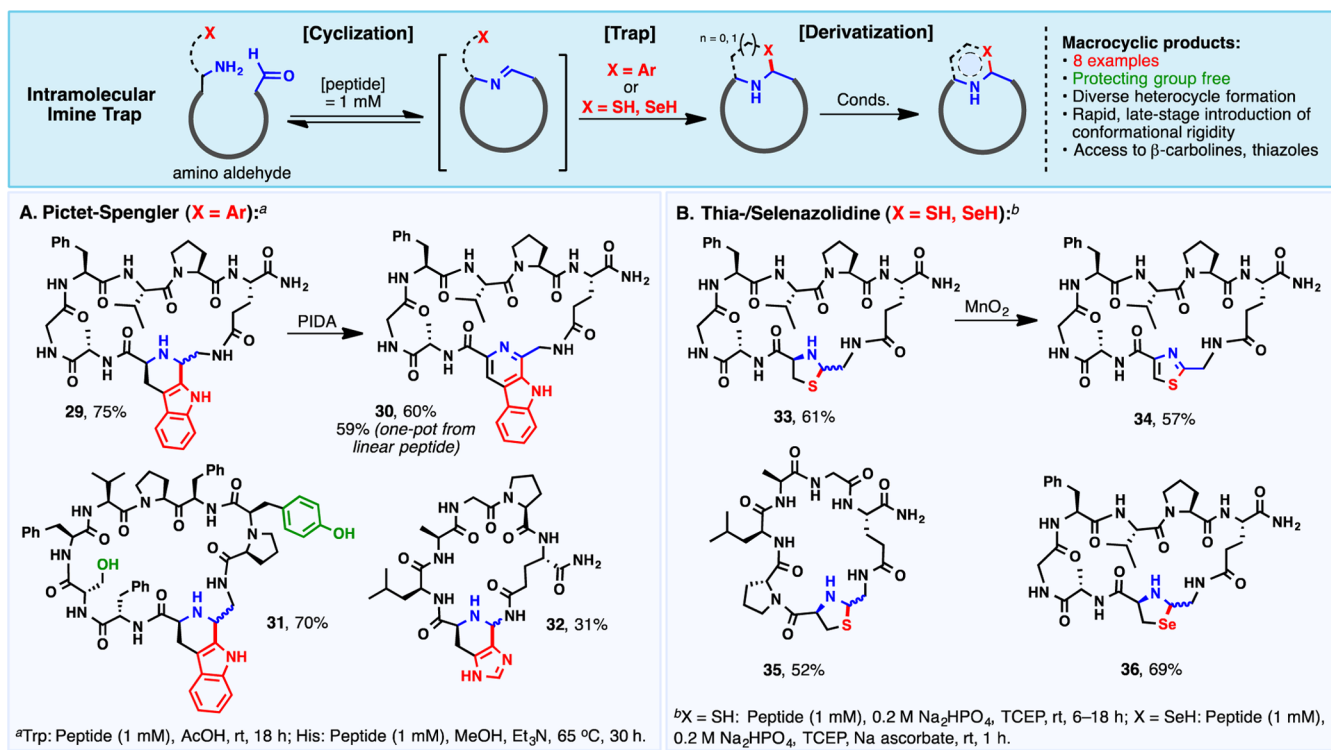 Intramolecular
Imine Trap
X
NH2
H
O
amino aldehyde
[Cyclization]
[peptide]
= 1 mM
X
N
[Trap]
X = Ar
or
X = SH, SeH
n = 0, 1
X
N
H
[Derivatization]
Conds.
X
N
H
Macrocyclic products:
• 8 examples
• Protecting group free
• Diverse heterocycle formation
• Rapid, late-stage introduction of
conformational rigidity
• Access to β-carbolines, thiazoles
A. Pictet-Spengler (X = Ar):a
29, 75%
PIDA
30, 60%
59% (one-pot from
linear peptide)
31, 70%
32, 31%
aTrp: Peptide (1 mM), AcOH, rt, 18 h; His: Peptide (1 mM), MeOH, Et3N, 65 ºC, 30 h.
B. Thia-/Selenazolidine (X = SH, SeH):b
33, 61%
MnO2
34, 57%
35, 52%
36, 69%
bX = SH: Peptide (1 mM), 0.2 M Na2HPO4, TCEP, rt, 6–18 h; X = SeH: Peptide (1 mM),
0.2 M Na2HPO4, TCEP, Na ascorbate, rt, 1 h.